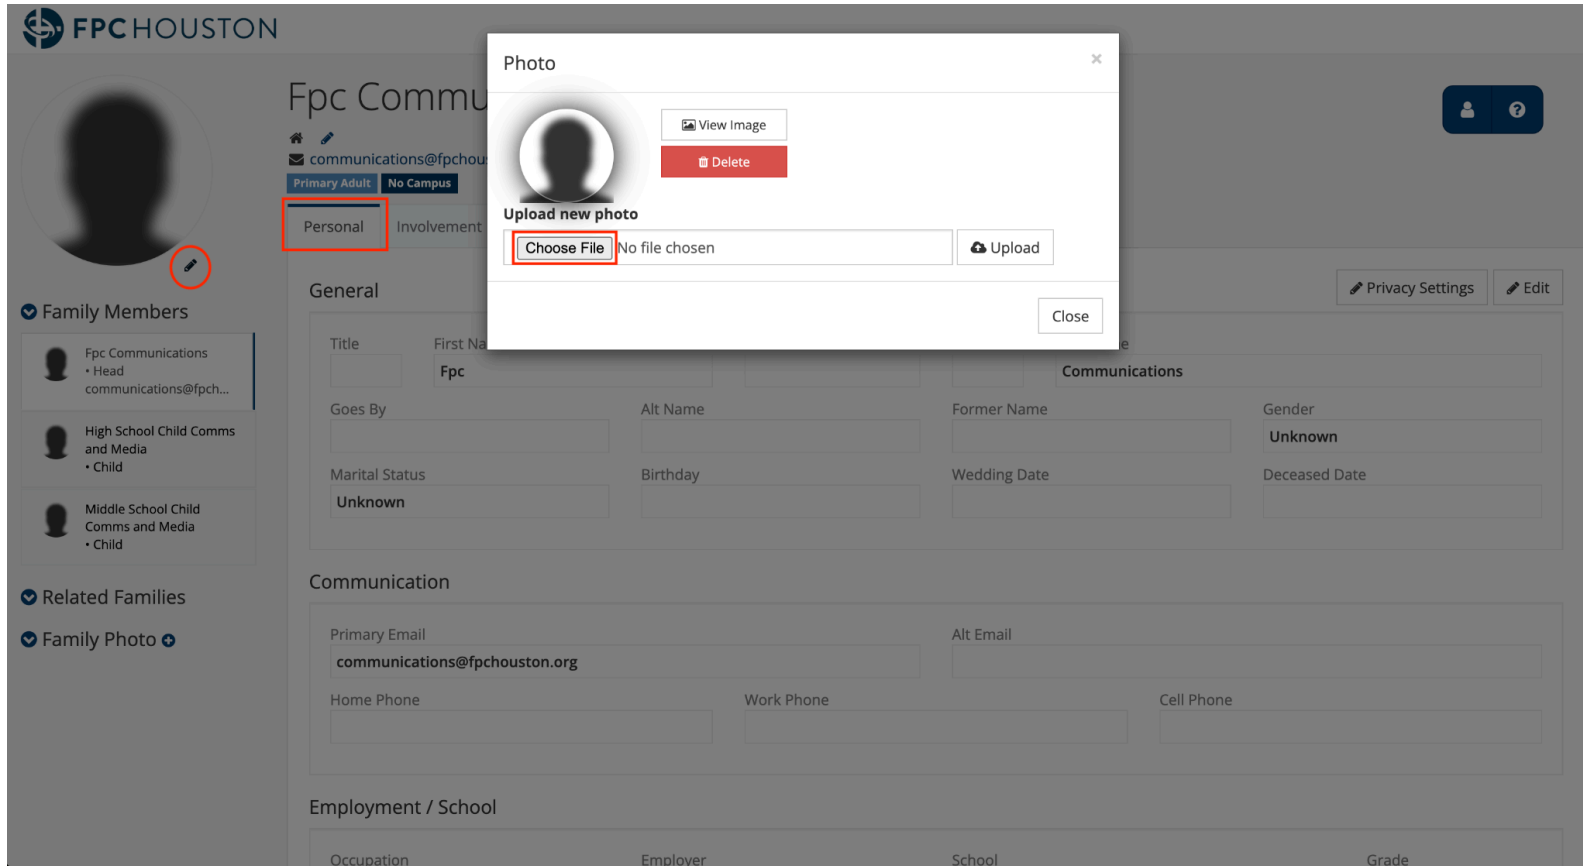 FPCHOUSTON
Fpc Commu
communications@fpchou
Primary Adult No Campus
Personal Involvement
Photo ×
View Image
Delete
Upload new photo
Choose File No file chosen Upload
Close
Family Members
Fpc Communications
• Head
communications@fpch...
High School Child Comms
and Media
• Child
Middle School Child
Comms and Media
• Child
Related Families
Family Photo
General Privacy Settings Edit
Title First Na e
Fpc Communications
Goes By Alt Name Former Name Gender
Unknown
Marital Status Birthday Wedding Date Deceased Date
Unknown
Communication
Primary Email Alt Email
communications@fpchouston.org
Home Phone Work Phone Cell Phone
Employment / School
Occupation Employer School Grade